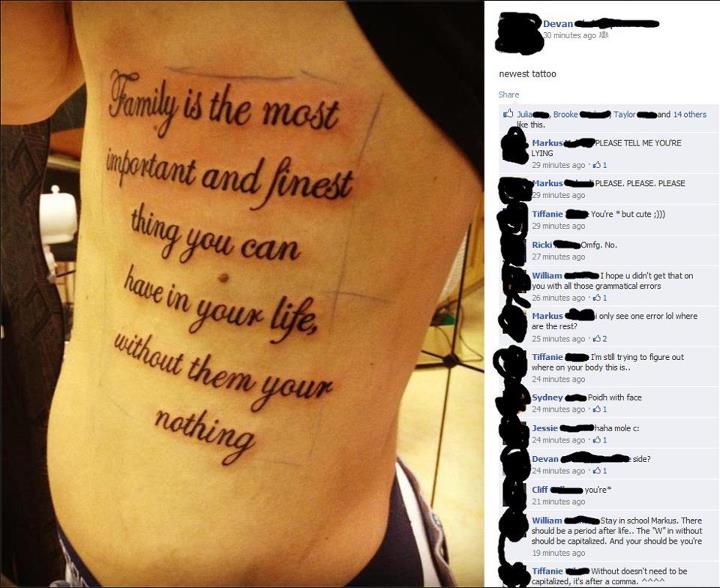 Family is the most
important and finest
thing you can
have in your life,
without them your
nothing
Devan
30 minutes ago
newest tattoo
Share
Julia , Brooke , Taylor and 14 others
like this.
Markus PLEASE TELL ME YOU'RE
LYING
29 minutes ago · 1
Markus PLEASE. PLEASE. PLEASE
29 minutes ago
Tiffanie You're * but cute ;)))
29 minutes ago
Ricki Omfg. No.
27 minutes ago
William I hope u didn't get that on
you with all those grammatical errors
26 minutes ago · 1
Markus i only see one error lol where
are the rest?
25 minutes ago · 2
Tiffanie I'm still trying to figure out
where on your body this is..
24 minutes ago
Sydney Poidh with face
24 minutes ago · 1
Jessie haha mole c:
24 minutes ago · 1
Devan side?
24 minutes ago · 1
Cliff you're*
21 minutes ago
William Stay in school Markus. There
should be a period after life.. The "W" in without
should be capitalized. And your should be you're
19 minutes ago
Tiffanie Without doesn't need to be
capitalized, it's after a comma. ^^^^